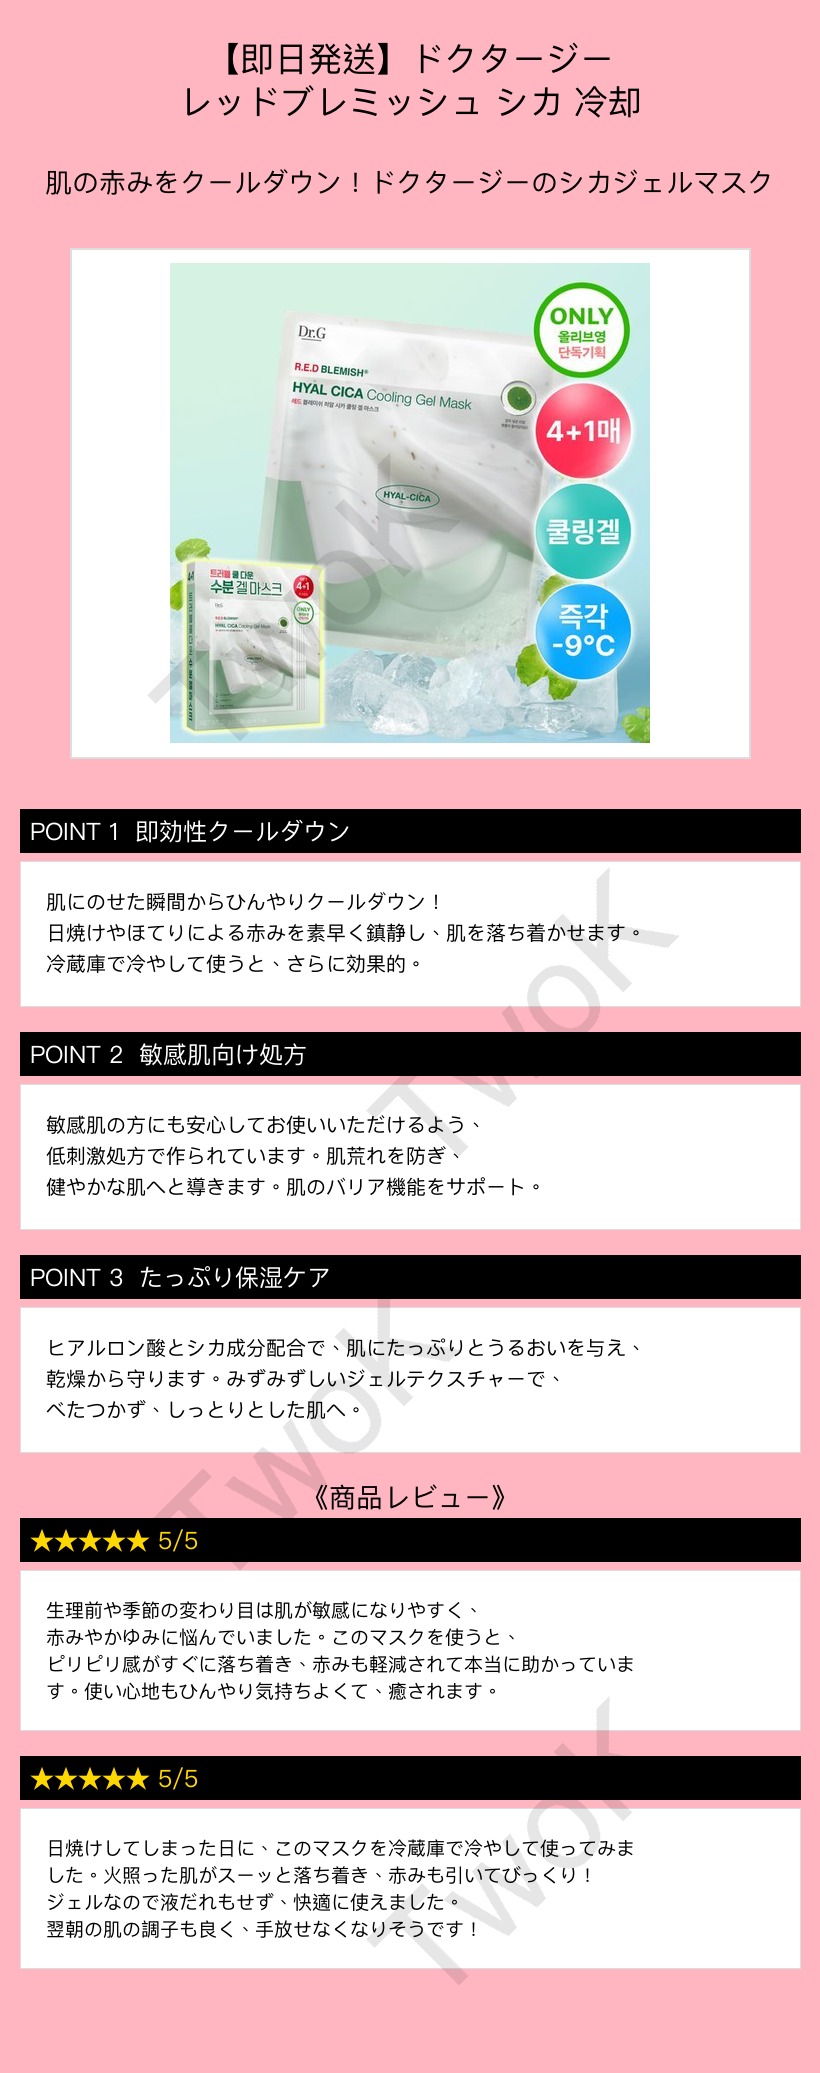 【即日発送】ドクタージー
レッドブレミッシュ シカ 冷却
肌の赤みをクールダウン！ドクタージーのシカジェルマスク
Dr.G
R.E.D BLEMISH®
HYAL CICA Cooling Gel Mask
레드 블레미쉬 히알 시카 쿨링 겔 마스크
HYAL-CICA
ONLY
올리브영
단독기획
4+1매
쿨링겔
즉각
-9°C
트러블 쿨 다운
수분 겔 마스크
4+1
ONLY
R.E.D BLEMISH
HYAL CICA Cooling Gel Mask
TwoK
POINT 1 即効性クールダウン
肌にのせた瞬間からひんやりクールダウン！
日焼けやほてりによる赤みを素早く鎮静し、肌を落ち着かせます。
冷蔵庫で冷やして使うと、さらに効果的。
TwoK
POINT 2 敏感肌向け処方
敏感肌の方にも安心してお使いいただけるよう、
低刺激処方で作られています。肌荒れを防ぎ、
健やかな肌へと導きます。肌のバリア機能をサポート。
POINT 3 たっぷり保湿ケア
ヒアルロン酸とシカ成分配合で、肌にたっぷりとうるおいを与え、
乾燥から守ります。みずみずしいジェルテクスチャーで、
べたつかず、しっとりとした肌へ。
TwoK
《商品レビュー》
★★★★★ 5/5
生理前や季節の変わり目は肌が敏感になりやすく、
赤みやかゆみに悩んでいました。このマスクを使うと、
ピリピリ感がすぐに落ち着き、赤みも軽減されて本当に助かっていま
す。使い心地もひんやり気持ちよくて、癒されます。
★★★★★ 5/5
日焼けしてしまった日に、このマスクを冷蔵庫で冷やして使ってみま
した。火照った肌がスーッと落ち着き、赤みも引いてびっくり！
ジェルなので液だれもせず、快適に使えました。
翌朝の肌の調子も良く、手放せなくなりそうです！
TwoK